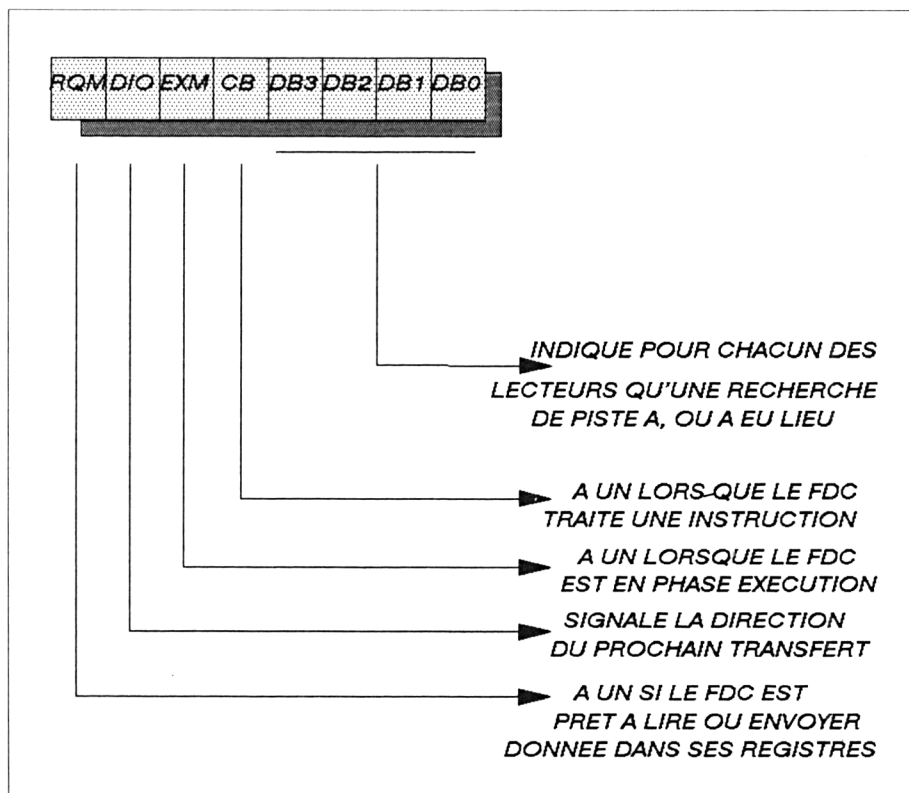 RQM DIO EXM CB DB3 DB2 DB1 DB0
INDIQUE POUR CHACUN DES
LECTEURS QU'UNE RECHERCHE
DE PISTE A, OU A EU LIEU
A UN LORS-QUE LE FDC
TRAITE UNE INSTRUCTION
A UN LORSQUE LE FDC
EST EN PHASE EXECUTION
SIGNALE LA DIRECTION
DU PROCHAIN TRANSFERT
A UN SI LE FDC EST
PRET A LIRE OU ENVOYER
DONNEE DANS SES REGISTRES